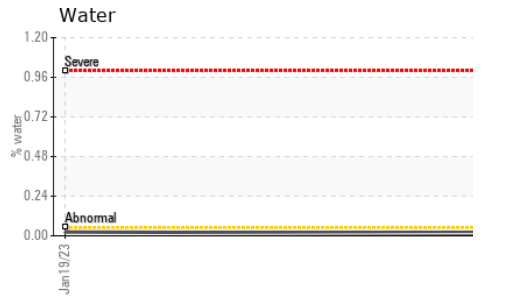 Water
1.20
Severe
0.96
0.72
% water
0.48
0.24
Abnormal
0.00
Jan19/23